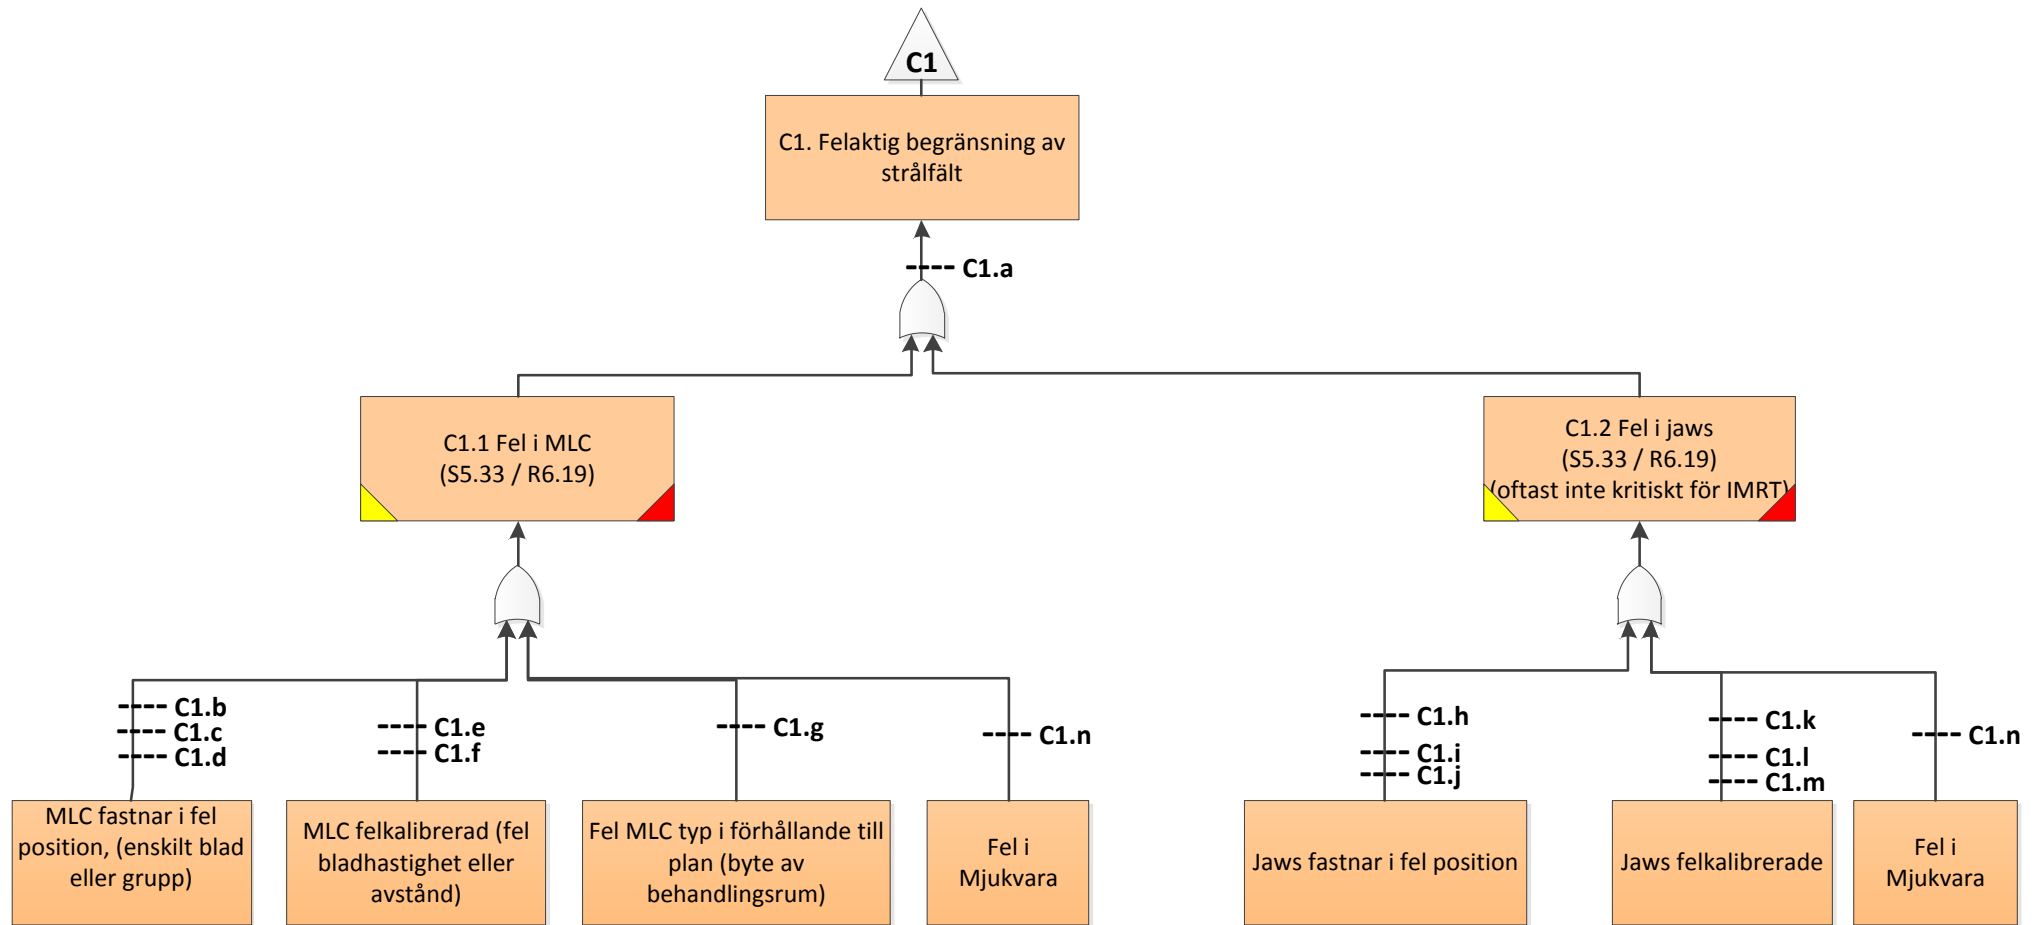 C1
C1. Felaktig begränsning av
strålfält
C1.a
C1.1 Fel i MLC
(S5.33 / R6.19)
C1.2 Fel i jaws
(S5.33 / R6.19)
(oftast inte kritiskt för IMRT)
C1.b
C1.c
C1.d
C1.e
C1.f
C1.g
C1.n
C1.h
C1.i
C1.j
C1.k
C1.l
C1.m
C1.n
MLC fastnar i fel
position, (enskilt blad
eller grupp)
MLC felkalibrerad (fel
bladhastighet eller
avstånd)
Fel MLC typ i förhållande till
plan (byte av
behandlingsrum)
Fel i
Mjukvara
Jaws fastnar i fel position
Jaws felkalibrerade
Fel i
Mjukvara